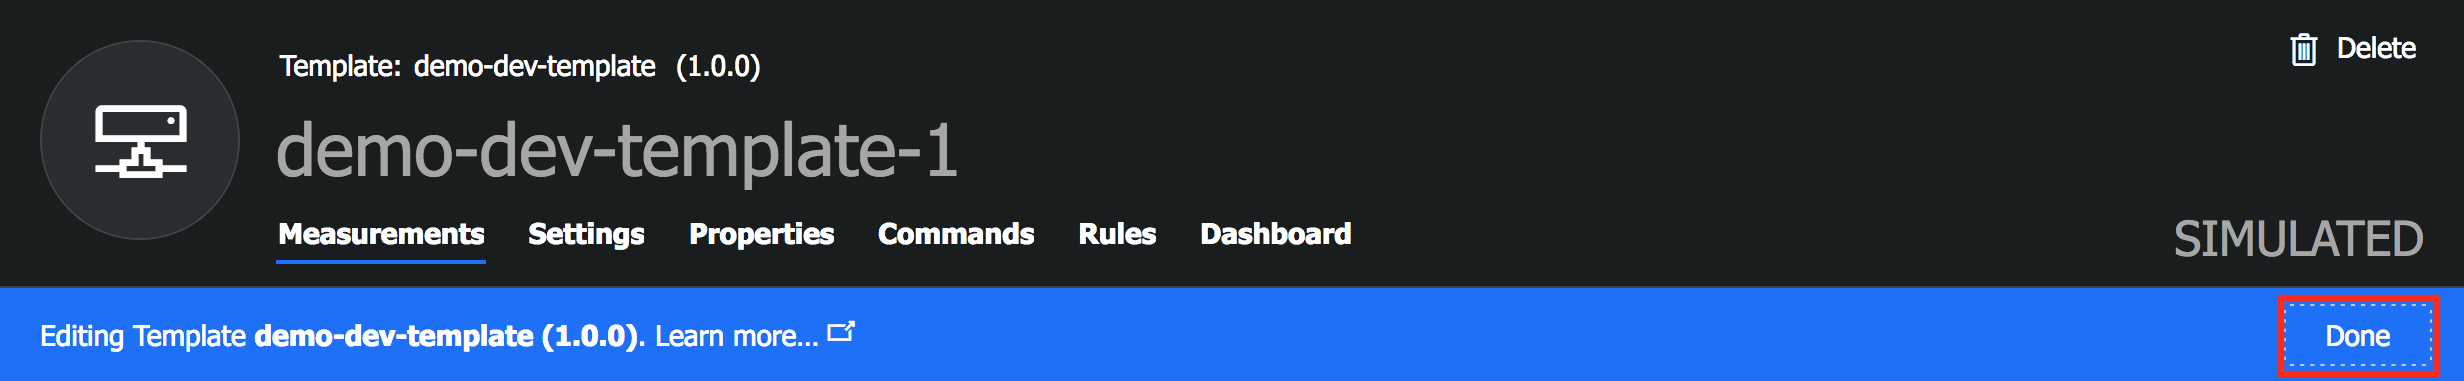 Template: demo-dev-template (1.0.0)
Delete
demo-dev-template-1
Measurements Settings Properties Commands Rules Dashboard
SIMULATED
Editing Template demo-dev-template (1.0.0). Learn more...
Done